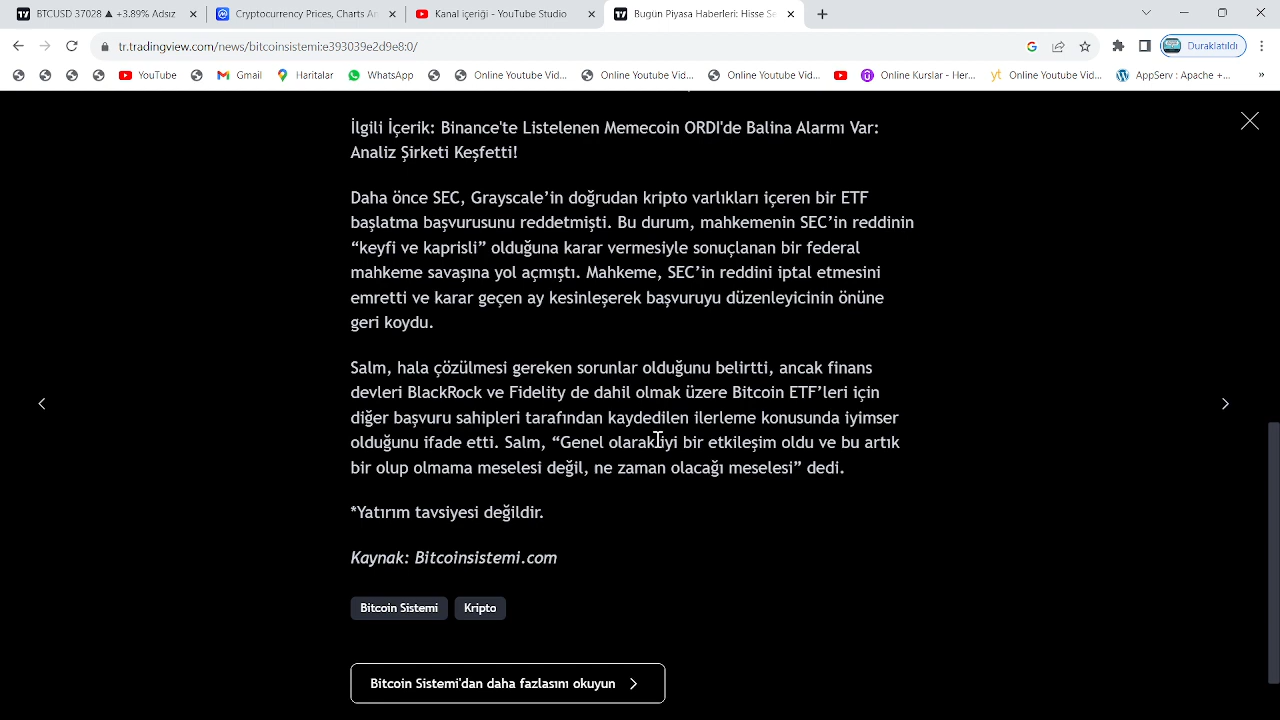 BTCUSD 37028 ▲ +3.89% Adsız
Cryptocurrency Prices, Charts Ar
Kanal içeriği - YouTube Studio
Bugün Piyasa Haberleri: Hisse Se
tr.tradingview.com/news/bitcoinsistemi:e293039e2d9e8:0/
Duraklatıldı
YouTube
Gmail
Haritalar
WhatsApp
Online Youtube Vid...
Online Youtube Vid...
Online Youtube Vid...
Online Kurslar - Her...
Online Youtube Vid...
AppServ : Apache +...
İlgili İçerik: Binance'te Listelenen Memecoin ORDI'de Balina Alarmı Var:
Analiz Şirketi Keşfetti!
Daha önce SEC, Grayscale’in doğrudan kripto varlıkları içeren bir ETF
başlatma başvurusunu reddetmişti. Bu durum, mahkemenin SEC’in reddinin
“keyfi ve kaprisli” olduğuna karar vermesiyle sonuçlanan bir federal
mahkeme savaşına yol açmıştı. Mahkeme, SEC’in reddini iptal etmesini
emretti ve karar geçen ay kesinleşerek başvuruyu düzenleyicinin önüne
geri koydu.
Salm, hala çözülmesi gereken sorunlar olduğunu belirtti, ancak finans
devleri BlackRock ve Fidelity de dahil olmak üzere Bitcoin ETF’leri için
diğer başvuru sahipleri tarafından kaydedilen ilerleme konusunda iyimser
olduğunu ifade etti. Salm, “Genel olarak iyi bir etkileşim oldu ve bu artık
bir olup olmama meselesi değil, ne zaman olacağı meselesi” dedi.
*Yatırım tavsiyesi değildir.
Kaynak: Bitcoinsistemi.com
Bitcoin Sistemi
Kripto
Bitcoin Sistemi'dan daha fazlasını okuyun